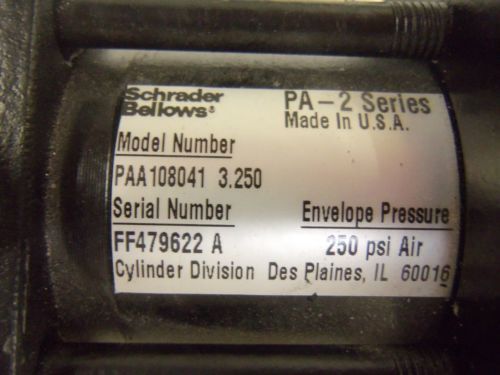 Schrader Bellows® PA-2 Series
Made In U.S.A.
Model Number
PAA108041 3.250
Serial Number Envelope Pressure
FF479622 A 250 psi Air
Cylinder Division Des Plaines, IL 60016